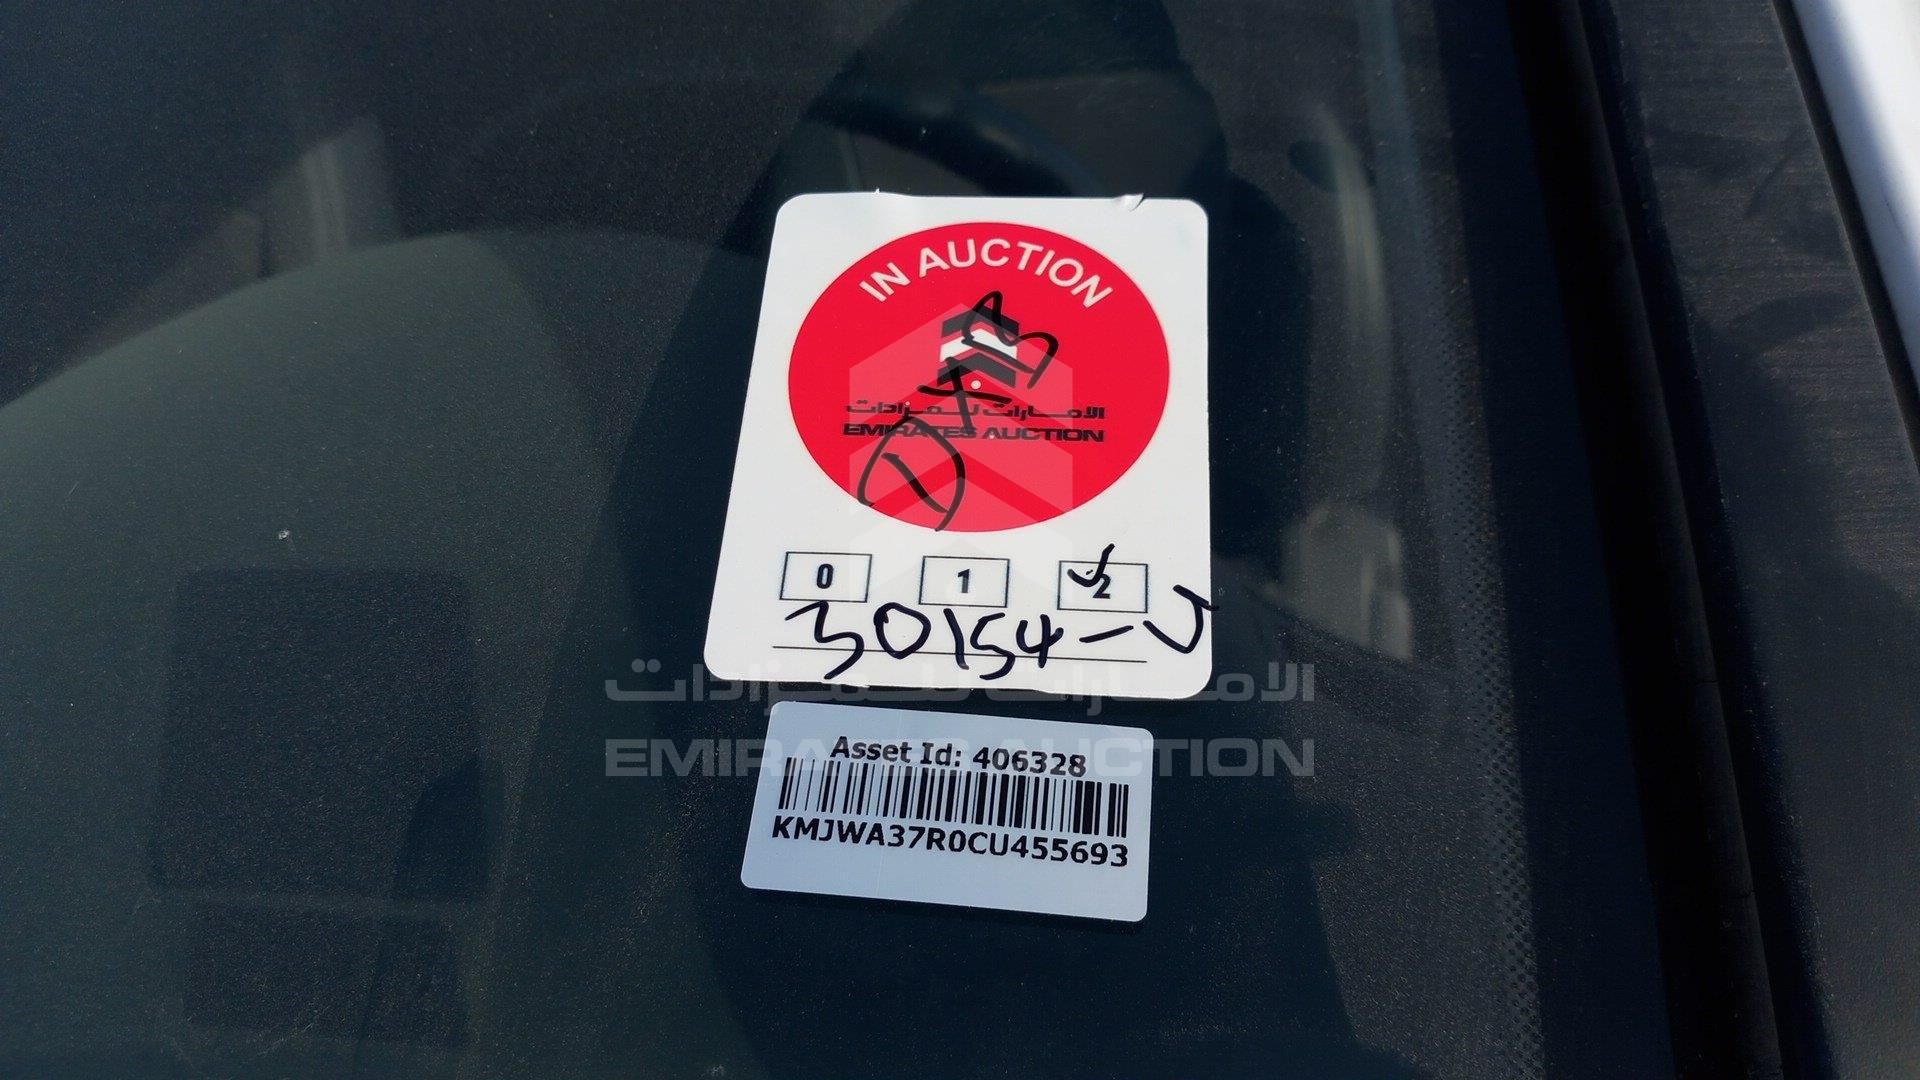 IN AUCTION
الامارات للمزادات
EMIRATES AUCTION
0 1 2
30154-J
الامارات للمزادات
EMIRATES AUCTION
Asset Id: 406328
KMJWA37R0CU455693